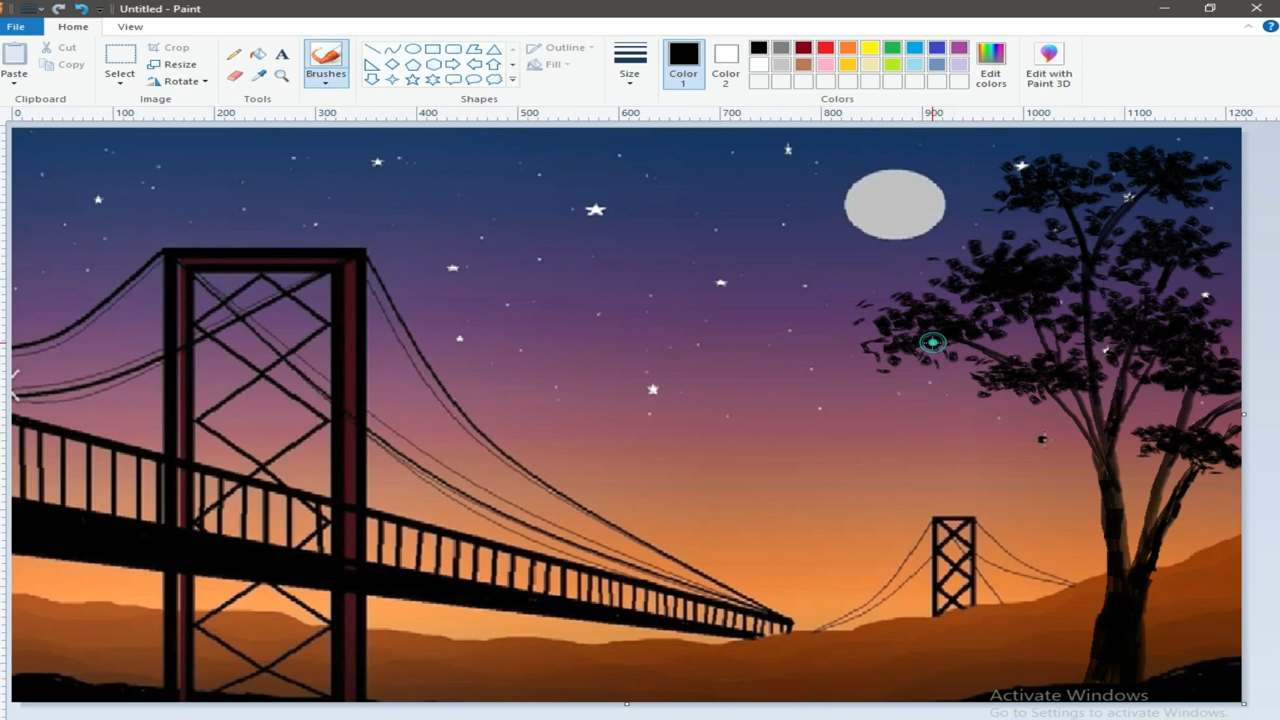 Untitled - Paint
File Home View
Paste
Cut
Copy
Clipboard
Select
Crop
Resize
Rotate
Image
Tools
Brushes
Shapes
Outline
Fill
Size
Color 1
Color 2
Colors
Edit colors
Edit with Paint 3D
0 100 200 300 400 500 600 700 800 900 1000 1100 1200
Activate Windows
Go to Settings to activate Windows.